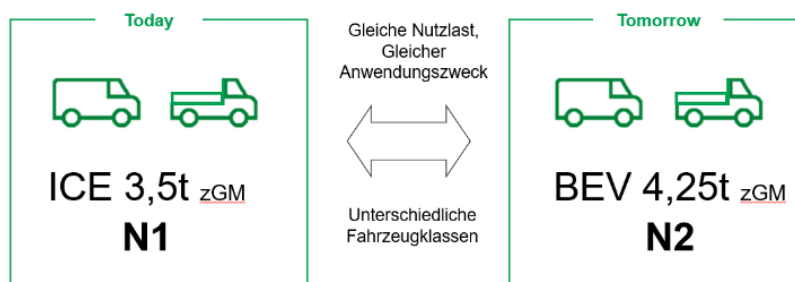 Today
ICE 3,5t zGM
N1
Gleiche Nutzlast,
Gleicher
Anwendungszweck
Unterschiedliche
Fahrzeugklassen
Tomorrow
BEV 4,25t zGM
N2